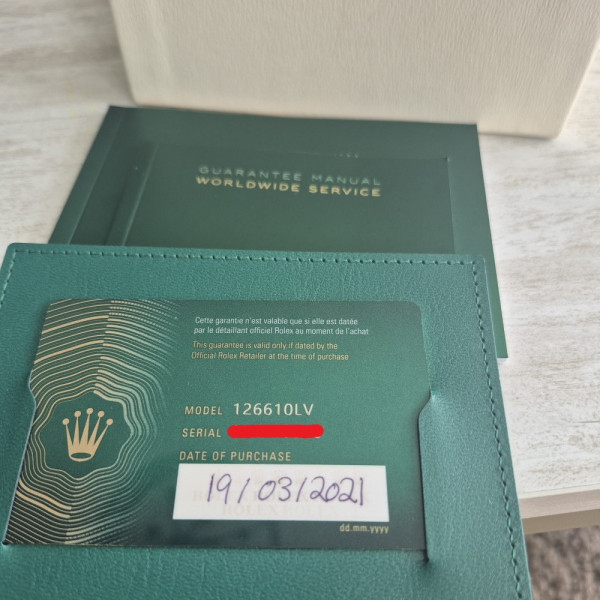 GUARANTEE MANUAL
WORLDWIDE SERVICE
Cette garantie n'est valable que si elle est datée
par le détaillant officiel Rolex au moment de l'achat
This guarantee is valid only if dated by the
Official Rolex Retailer at the time of purchase
MODEL 126610LV
SERIAL
DATE OF PURCHASE
19/03/2021
dd.mm.yyyy